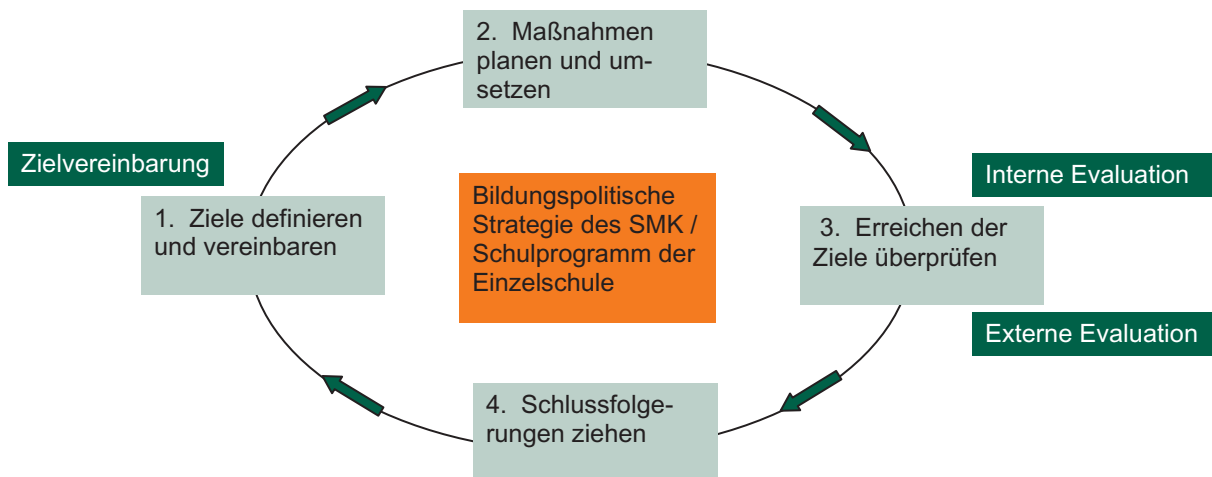 2. Maßnahmen
planen und um-
setzen
Zielvereinbarung
1. Ziele definieren
und vereinbaren
Bildungspolitische
Strategie des SMK /
Schulprogramm der
Einzelschule
Interne Evaluation
3. Erreichen der
Ziele überprüfen
Externe Evaluation
4. Schlussfolge-
rungen ziehen